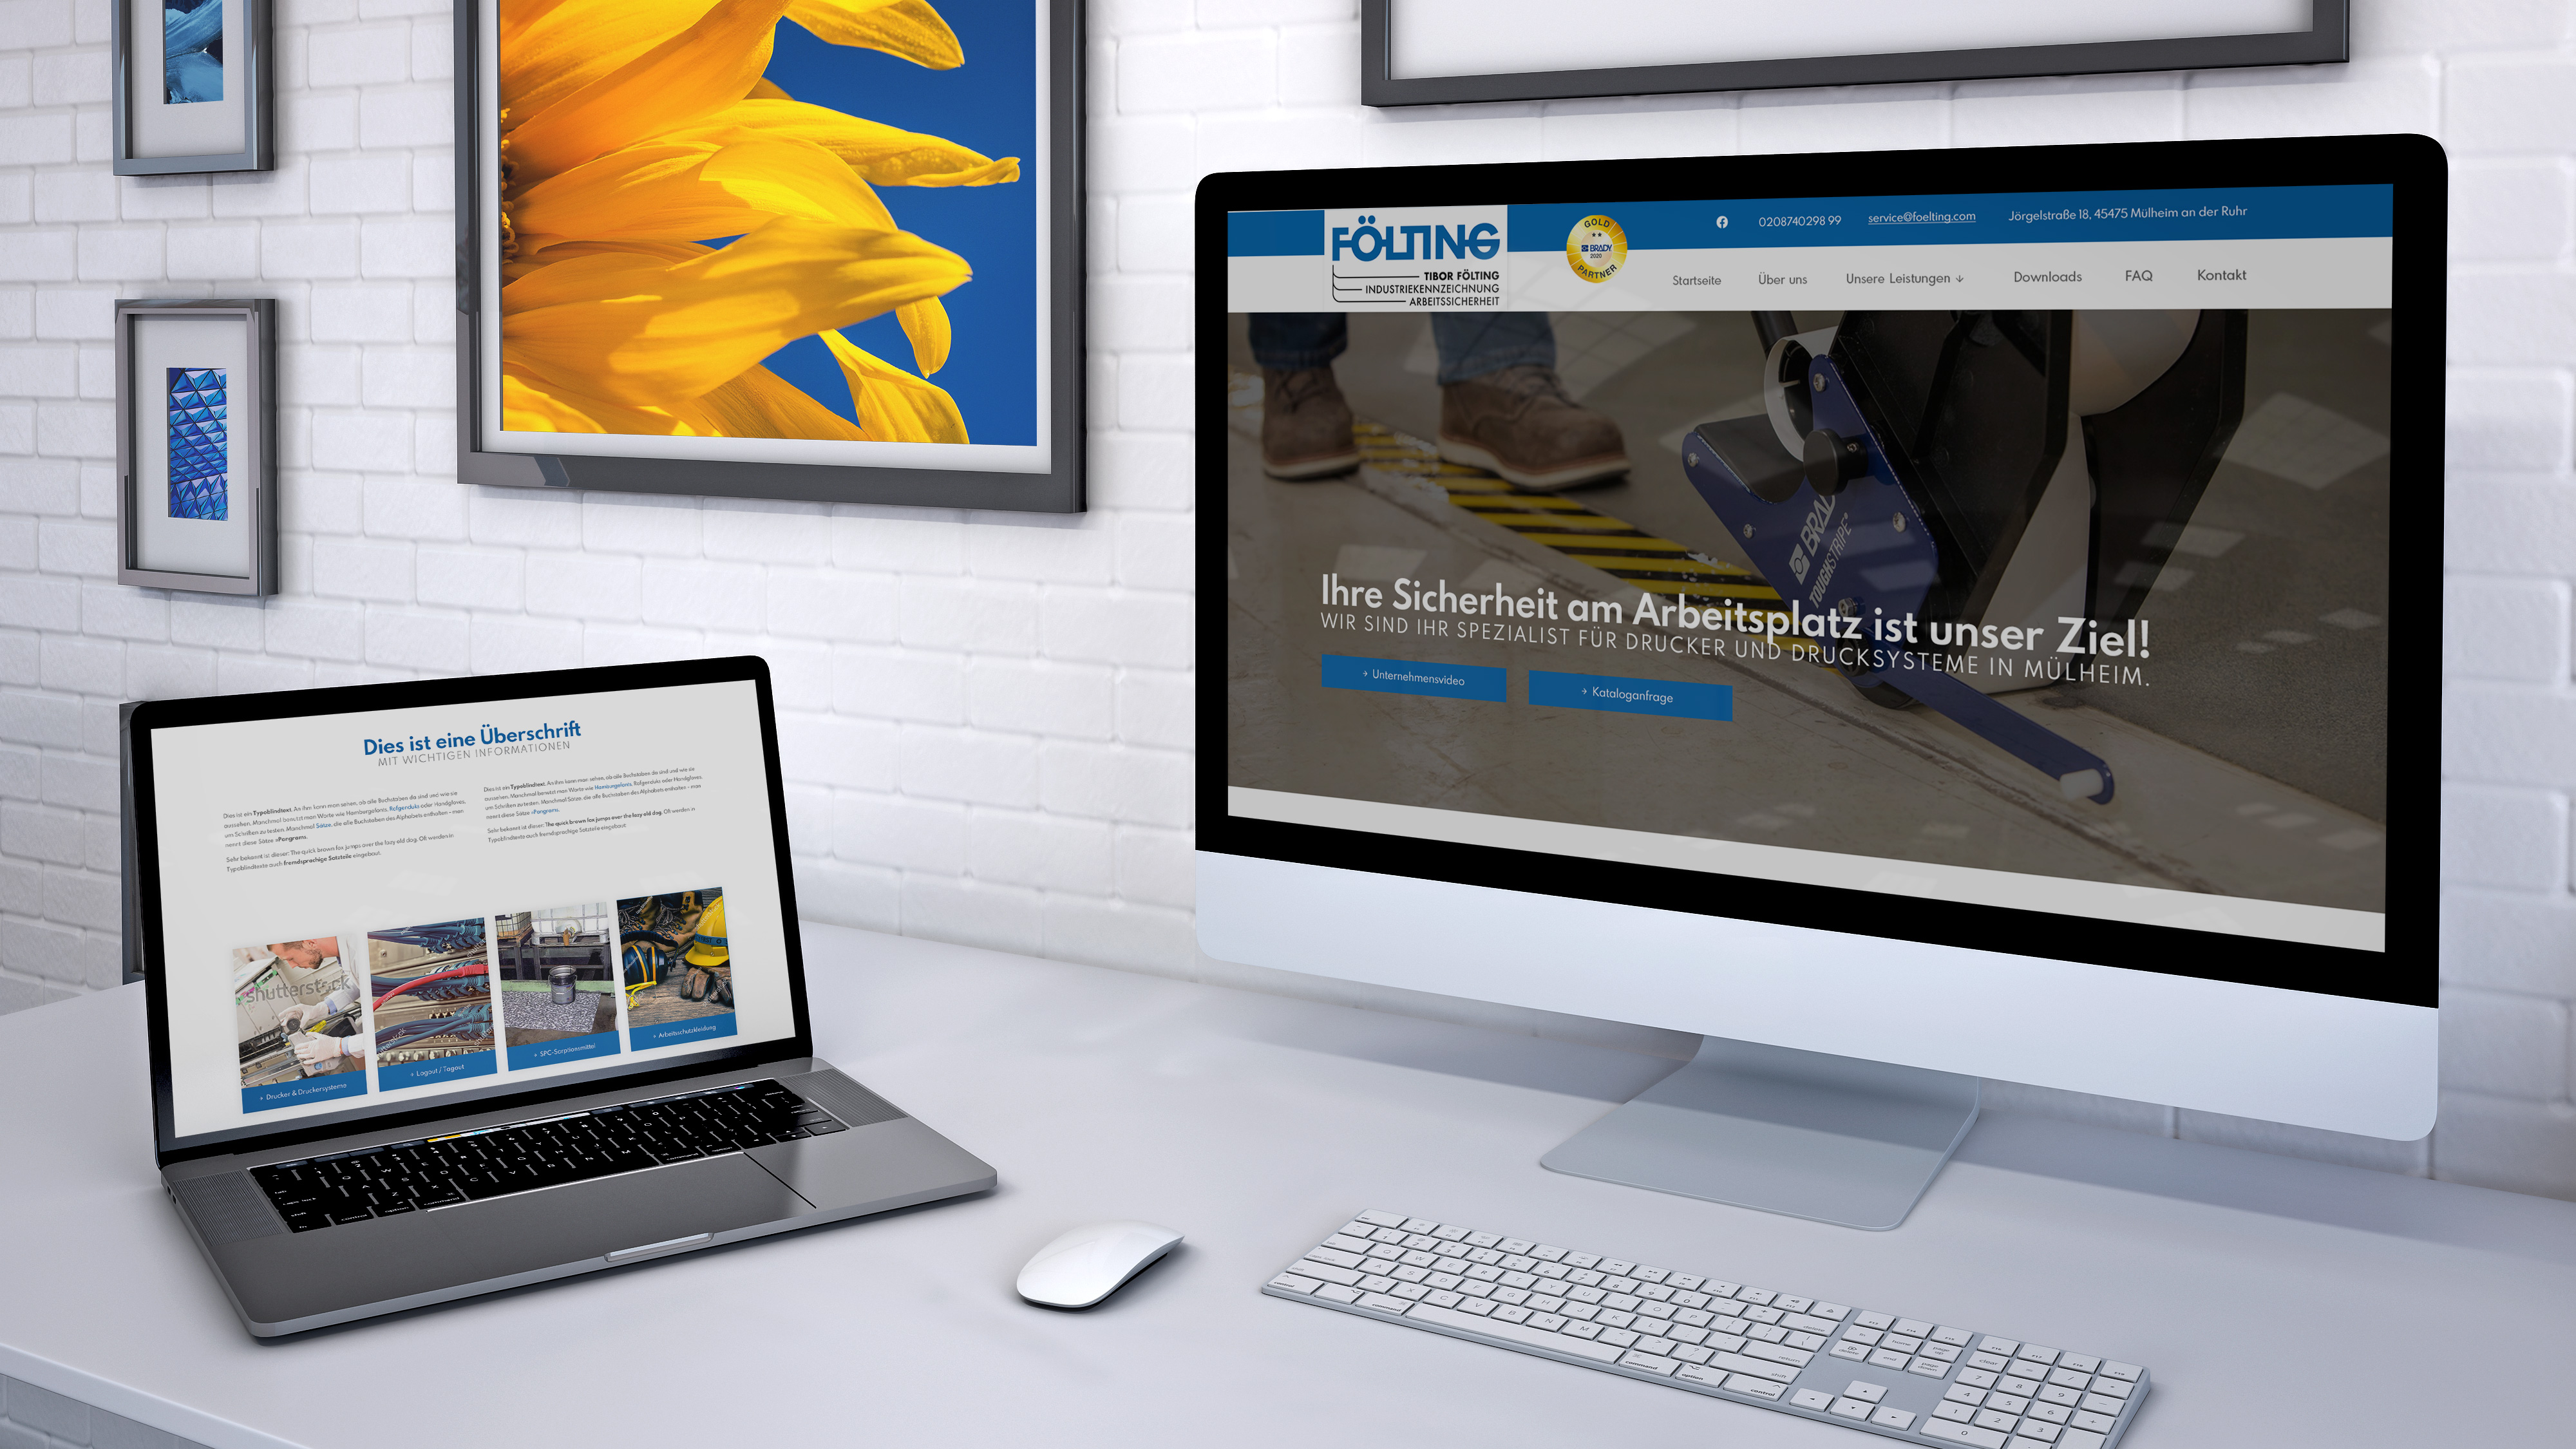 FÖLTING
TIBOR FÖLTING
INDUSTRIEKENNZEICHNUNG
ARBEITSSICHERHEIT
GOLD
BRADY
2020
PARTNER
0208740298 99
service@foelting.com
Jörgelstraße 18, 45475 Mülheim an der Ruhr
Startseite
Über uns
Unsere Leistungen ↓
Downloads
FAQ
Kontakt
BRADY
TOUGHSTRIPE®
Ihre Sicherheit am Arbeitsplatz ist unser Ziel!
WIR SIND IHR SPEZIALIST FÜR DRUCKER UND DRUCKSYSTEME IN MÜLHEIM.
→ Unternehmensvideo
→ Kataloganfrage
Dies ist eine Überschrift
MIT WICHTIGEN INFORMATIONEN
Dies ist ein Typoblindtext. An ihm kann man sehen, ob alle Buchstaben da sind und wie sie
aussehen. Manchmal benutzt man Worte wie Hamburgefonts, Rafgenduks oder Handgloves,
um Schriften zu testen. Manchmal Sätze, die alle Buchstaben des Alphabets enthalten - man
nennt diese Sätze »Pangrams.
Sehr bekannt ist dieser: The quick brown fox jumps over the lazy old dog. Oft werden in
Typoblindtexte auch fremdsprachige Satzteile eingebaut.
Dies ist ein Typoblindtext. An ihm kann man sehen, ob alle Buchstaben da sind und wie sie
aussehen. Manchmal benutzt man Worte wie Hamburgefonts, Rafgenduks oder Handgloves,
um Schriften zu testen. Manchmal Sätze, die alle Buchstaben des Alphabets enthalten - man
nennt diese Sätze »Pangrams.
Sehr bekannt ist dieser: The quick brown fox jumps over the lazy old dog. Oft werden in
Typoblindtexte auch fremdsprachige Satzteile eingebaut.
shutterstock
→ Drucker & Druckersysteme
→ Logout / Tagout
→ SPC-Sorptionsmittel
→ Arbeitsschutzkleidung